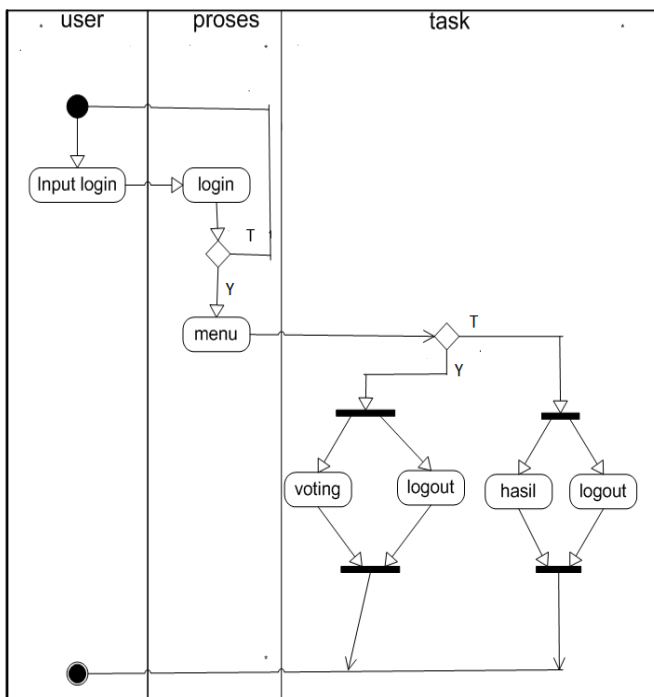 user
proses
task
Input login
login
T
Y
menu
T
Y
voting
logout
hasil
logout